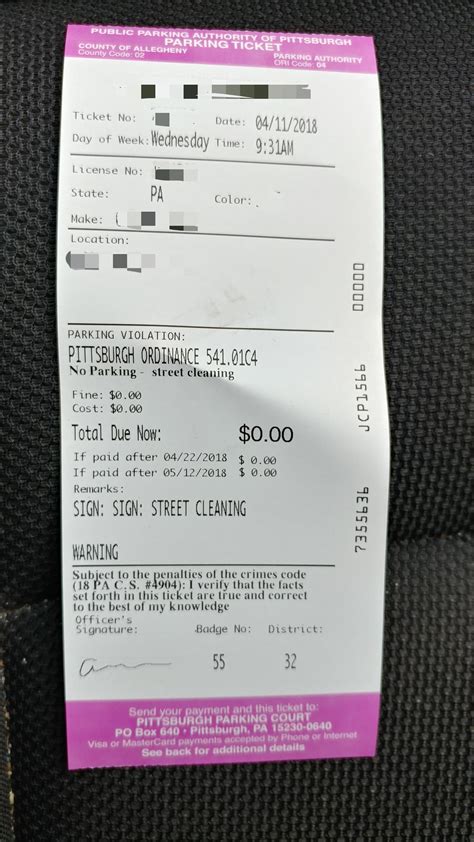 PUBLIC PARKING AUTHORITY OF PITTSBURGH
PARKING TICKET
COUNTY OF ALLEGHENY
County Code: 02
PARKING AUTHORITY
ORI Code: 04
Ticket No:
Date: 04/11/2018
Day of Week: Wednesday Time: 9:31AM
License No:
State: PA Color:
Make:
Location:
PARKING VIOLATION:
PITTSBURGH ORDINANCE 541.01C4
No Parking - street cleaning
Fine: $0.00
Cost: $0.00
Total Due Now: $0.00
If paid after 04/22/2018 $ 0.00
If paid after 05/12/2018 $ 0.00
Remarks:
SIGN: SIGN: STREET CLEANING
WARNING
Subject to the penalties of the crimes code
(18 PA C. S. #4904): I verify that the facts
set forth in this ticket are true and correct
to the best of my knowledge
Officer's
Signature: Badge No: District:
55 32
00000
JCP1566
7355636
Send your payment and this ticket to:
PITTSBURGH PARKING COURT
PO Box 640 • Pittsburgh, PA 15230-0640
Visa or MasterCard payments accepted by Phone or Internet
See back for additional details